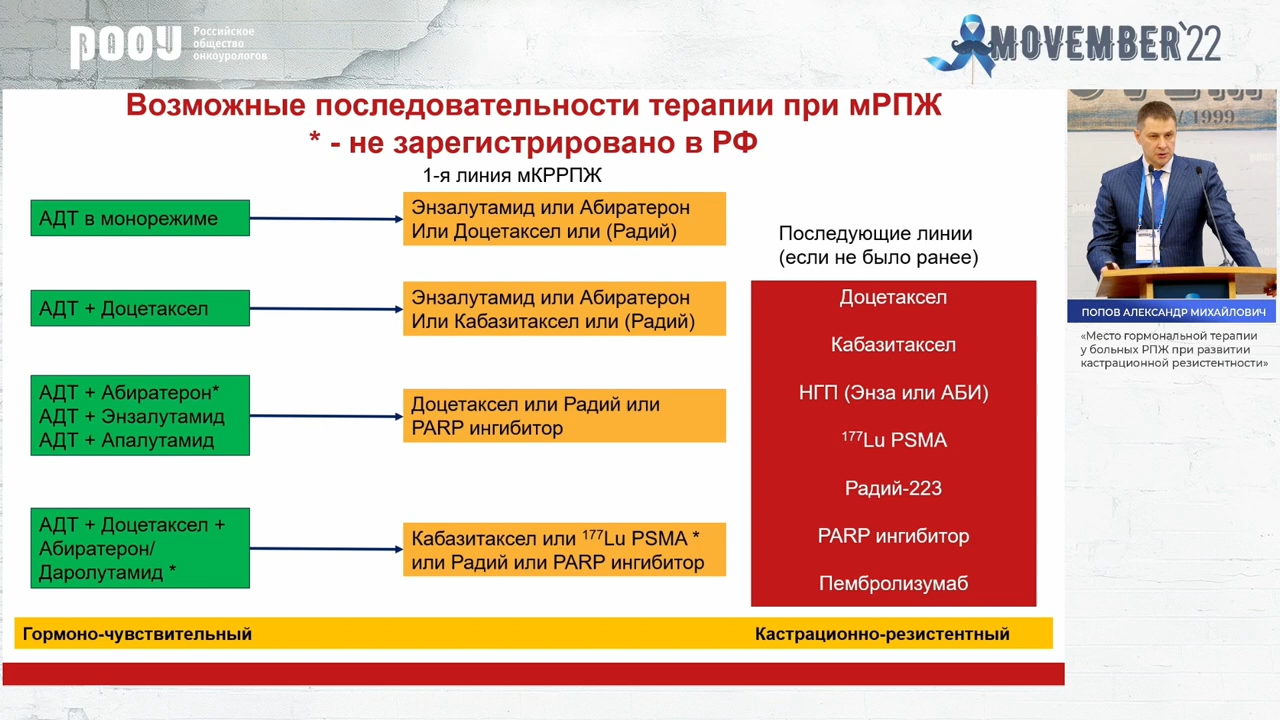 РООУ
Российское
общество
онкоурологов
MOVEMBER'22
Возможные последовательности терапии при мРПЖ
* - не зарегистрировано в РФ
1-я линия мКРРПЖ
АДТ в монорежиме
Энзалутамид или Абиратерон
Или Доцетаксел или (Радий)
Последующие линии
(если не было ранее)
АДТ + Доцетаксел
Энзалутамид или Абиратерон
Или Кабазитаксел или (Радий)
АДТ + Абиратерон*
АДТ + Энзалутамид
АДТ + Апалутамид
Доцетаксел или Радий или
PARP ингибитор
АДТ + Доцетаксел +
Абиратерон/
Даролутамид *
Кабазитаксел или ¹⁷⁷Lu PSMA *
или Радий или PARP ингибитор
Доцетаксел
Кабазитаксел
НГП (Энза или АБИ)
¹⁷⁷Lu PSMA
Радий-223
PARP ингибитор
Пембролизумаб
Гормоно-чувствительный
Кастрационно-резистентный
/ 1999
ПОПОВ АЛЕКСАНДР МИХАЙЛОВИЧ
«Место гормональной терапии
у больных РПЖ при развитии
кастрационной резистентности»